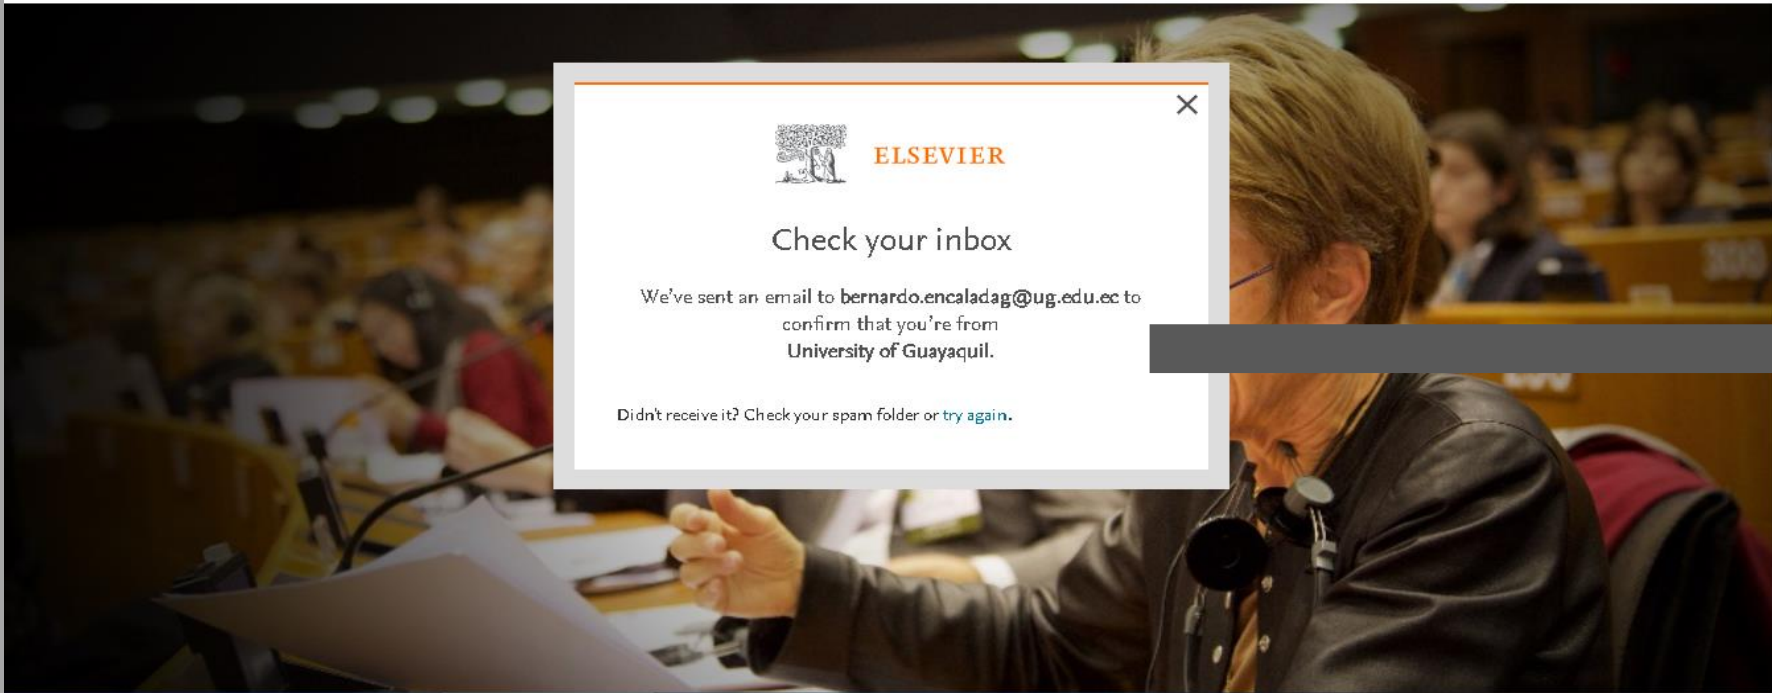 ELSEVIER
Check your inbox
We've sent an email to bernardo.encaladag@ug.edu.ec to
confirm that you're from
University of Guayaquil.
Didn't receive it? Check your spam folder or try again.